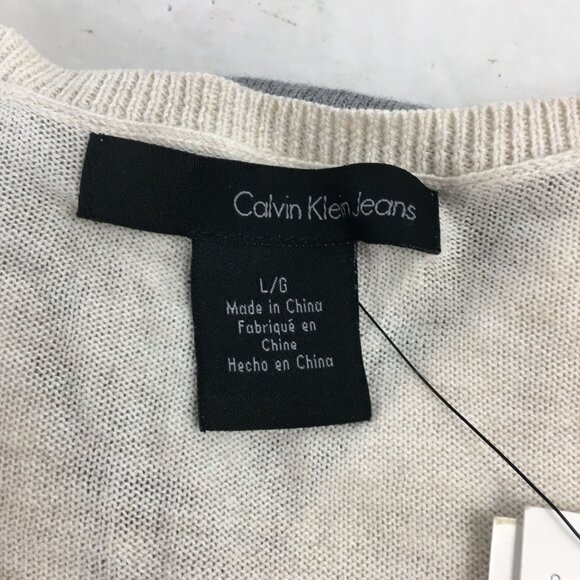 Calvin Klein Jeans
L/G
Made in China
Fabriqué en
Chine
Hecho en China